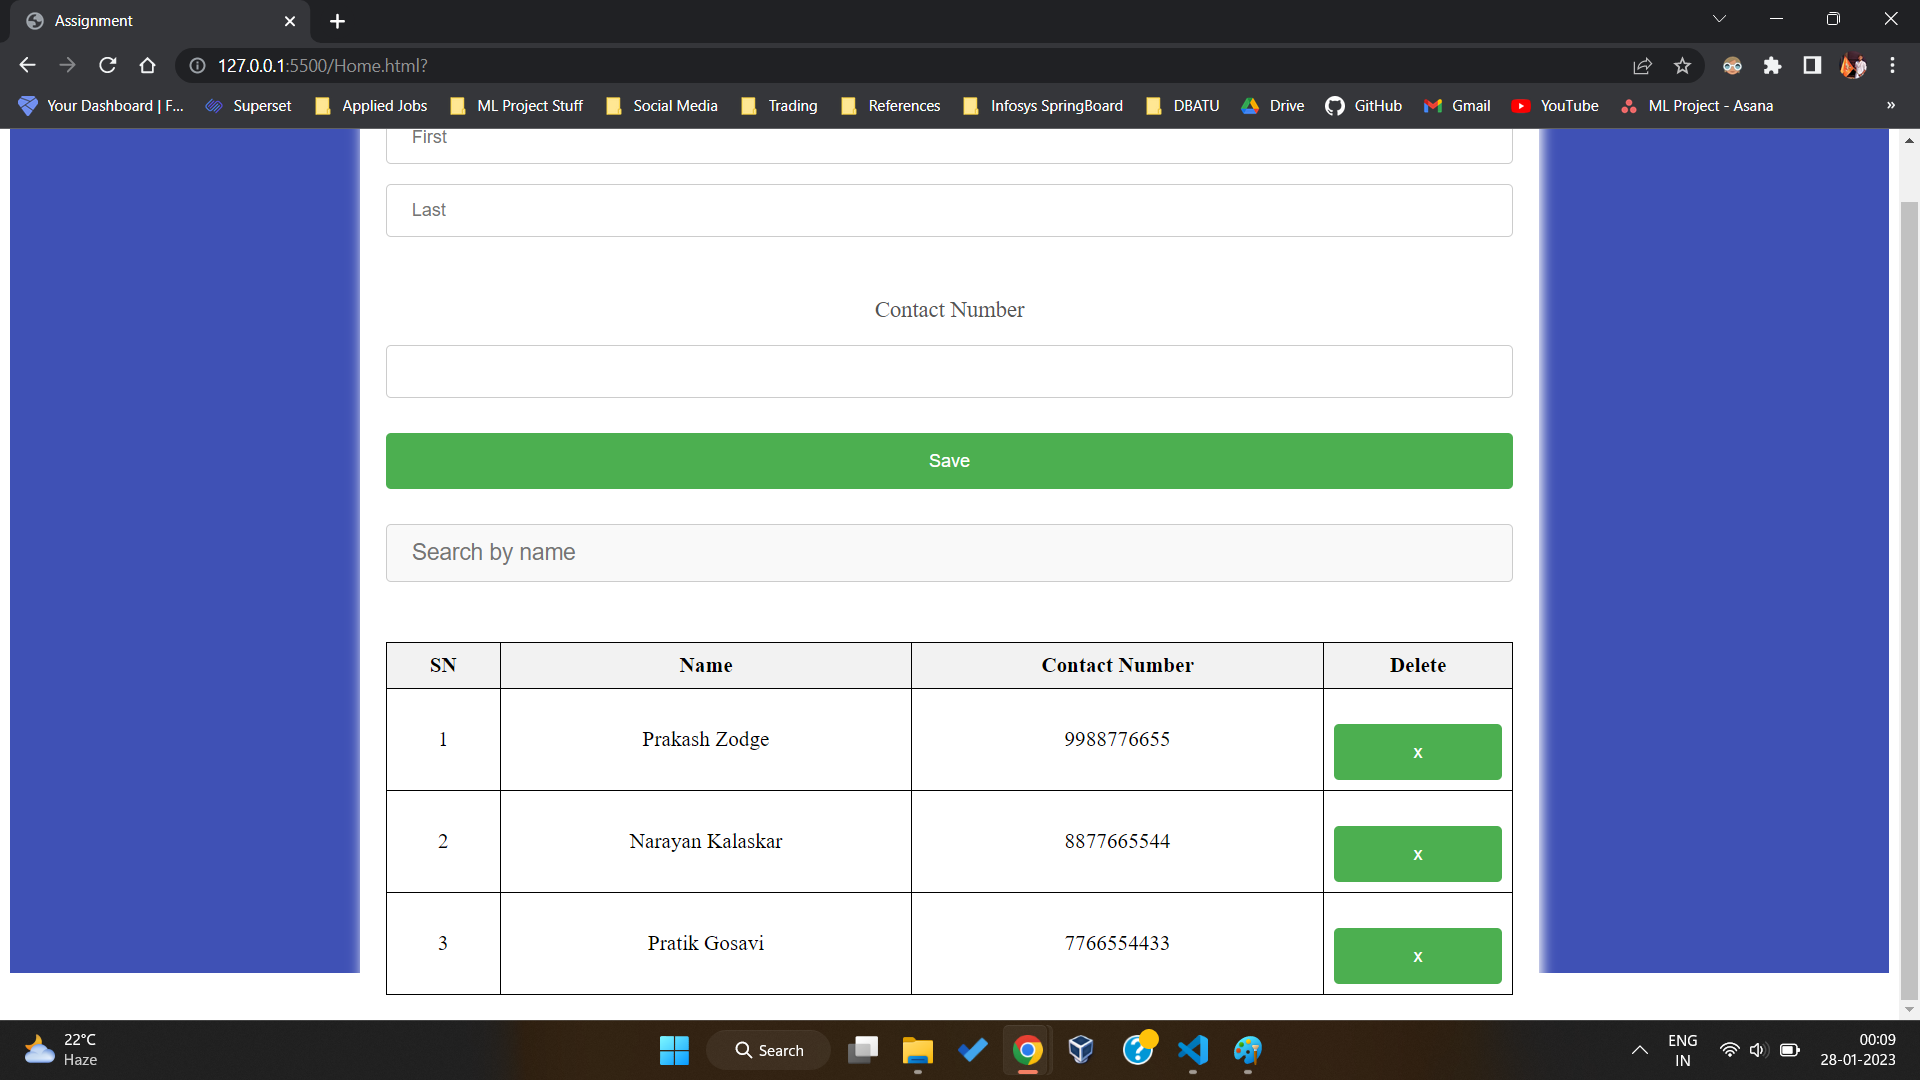 Assignment
127.0.0.1:5500/Home.html?
Your Dashboard | F... Superset Applied Jobs ML Project Stuff Social Media Trading References Infosys SpringBoard DBATU Drive GitHub Gmail YouTube ML Project - Asana »
First
Last
Contact Number
Save
Search by name
SN Name Contact Number Delete
1 Prakash Zodge 9988776655 x
2 Narayan Kalaskar 8877665544 x
3 Pratik Gosavi 7766554433 x
22°C
Haze
Search
ENG
IN
00:09
28-01-2023